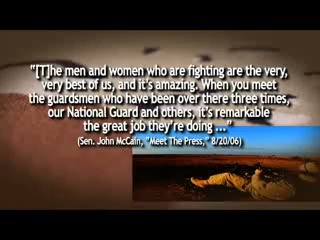 “[T]he men and women who are fighting are the very,
very best of us, and it’s amazing. When you meet
the guardsmen who have been over there three times,
our National Guard and others, it’s remarkable
the great job they’re doing ...”
(Sen. John McCain, “Meet The Press,” 8/20/06)